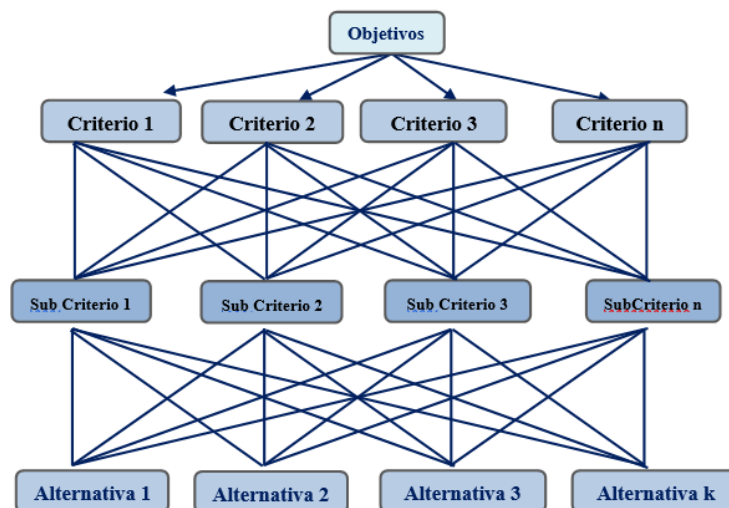 Objetivos
Criterio 1
Criterio 2
Criterio 3
Criterio n
Sub Criterio 1
Sub Criterio 2
Sub Criterio 3
SubCriterio n
Alternativa 1
Alternativa 2
Alternativa 3
Alternativa k